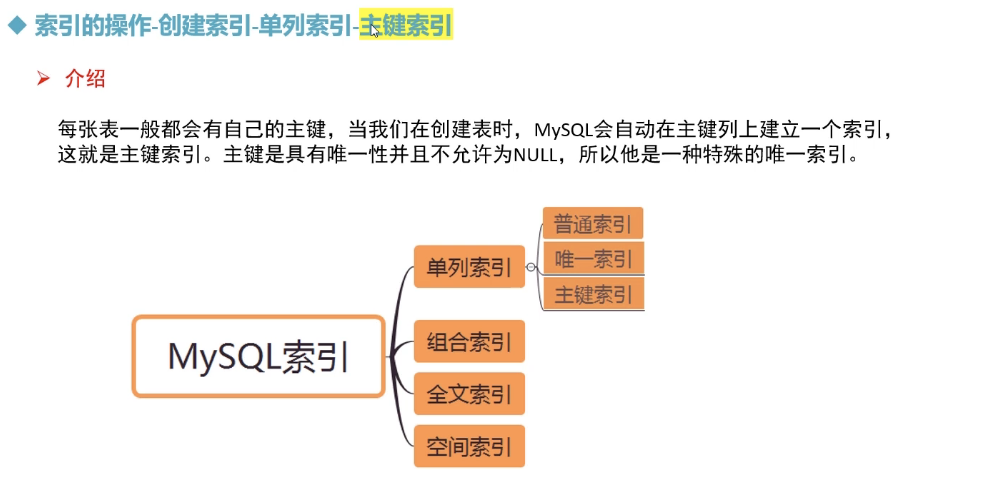 索引的操作-创建索引-单列索引-主键索引
介绍
每张表一般都会有自己的主键，当我们在创建表时，MySQL会自动在主键列上建立一个索引，
这就是主键索引。主键是具有唯一性并且不允许为NULL，所以他是一种特殊的唯一索引。
普通索引
单列索引
唯一索引
主键索引
MySQL索引
组合索引
全文索引
空间索引